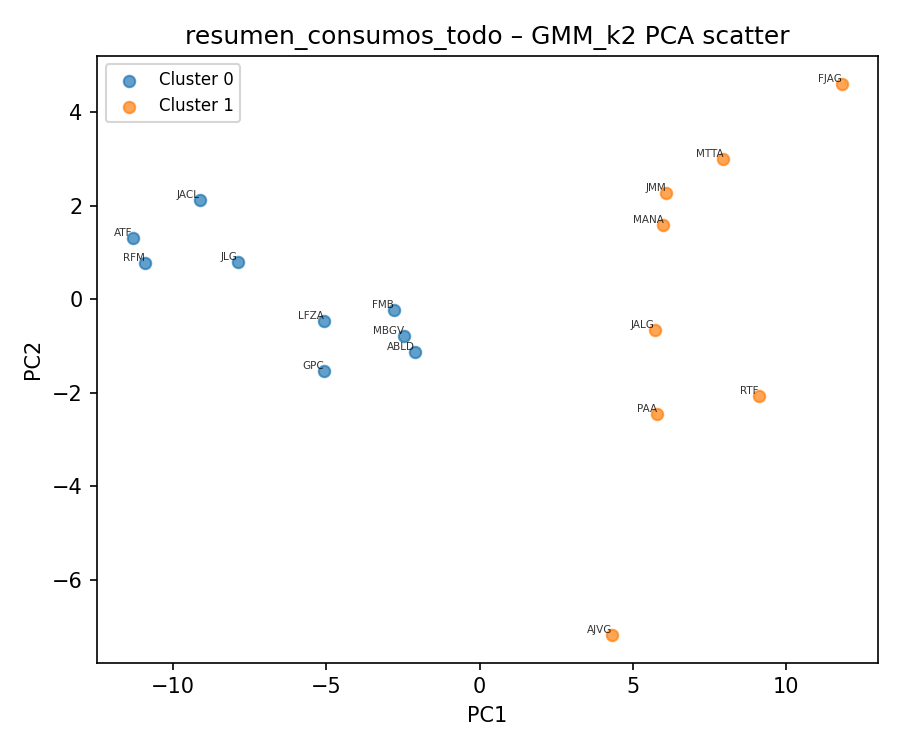 resumen_consumos_todo – GMM_k2 PCA scatter
Cluster 0
Cluster 1
FJAG
MTTA
JMM
MANA
JACL
ATF
RFM
JLG
FMB
LFZA
MBGV
ABLD
GPC
JALG
RTF
PAA
AJVG
4
2
0
−2
−4
−6
PC2
−10
−5
0
5
10
PC1